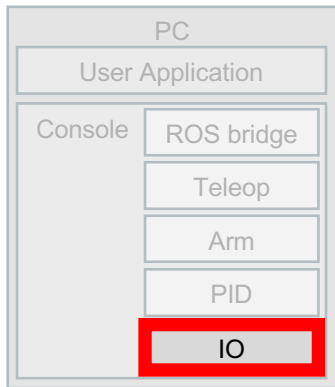 PC
User Application
Console
ROS bridge
Teleop
Arm
PID
IO